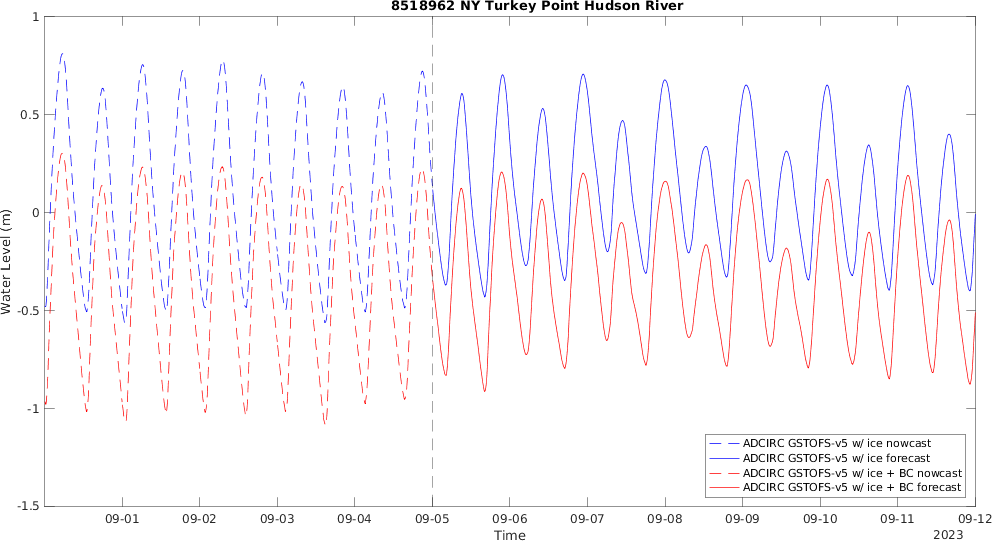 8518962 NY Turkey Point Hudson River
1
0.5
0
-0.5
-1
-1.5
Water Level (m)
ADCIRC GSTOFS-v5 w/ ice nowcast
ADCIRC GSTOFS-v5 w/ ice forecast
ADCIRC GSTOFS-v5 w/ ice + BC nowcast
ADCIRC GSTOFS-v5 w/ ice + BC forecast
09-01 09-02 09-03 09-04 09-05 09-06 09-07 09-08 09-09 09-10 09-11 09-12
Time
2023